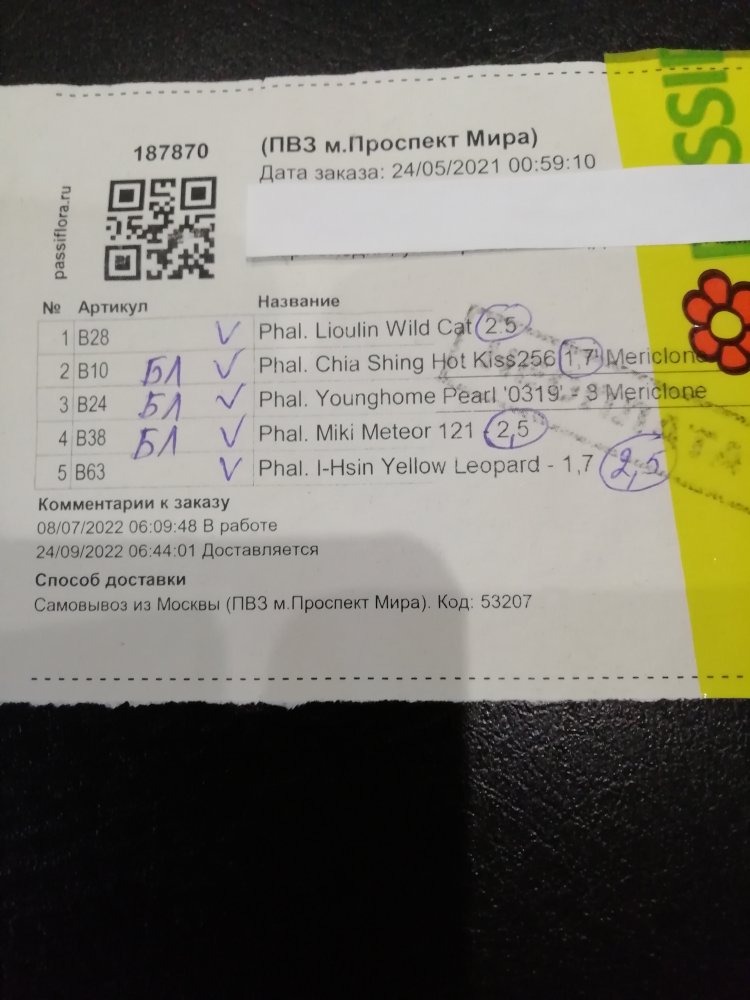 187870
(ПВЗ м.Проспект Мира)
Дата заказа: 24/05/2021 00:59:10
passiflora.ru
SSIF
№ Артикул Название
1 B28 Phal. Lioulin Wild Cat 2.5
2 B10 БЛ Phal. Chia Shing Hot Kiss256 1,7 Mericlone
3 B24 БЛ Phal. Younghome Pearl '0319' - 3 Mericlone
4 B38 БЛ Phal. Miki Meteor 121 2,5
5 B63 Phal. I-Hsin Yellow Leopard - 1,7 2,5
Комментарии к заказу
08/07/2022 06:09:48 В работе
24/09/2022 06:44:01 Доставляется
Способ доставки
Самовывоз из Москвы (ПВЗ м.Проспект Мира). Код: 53207